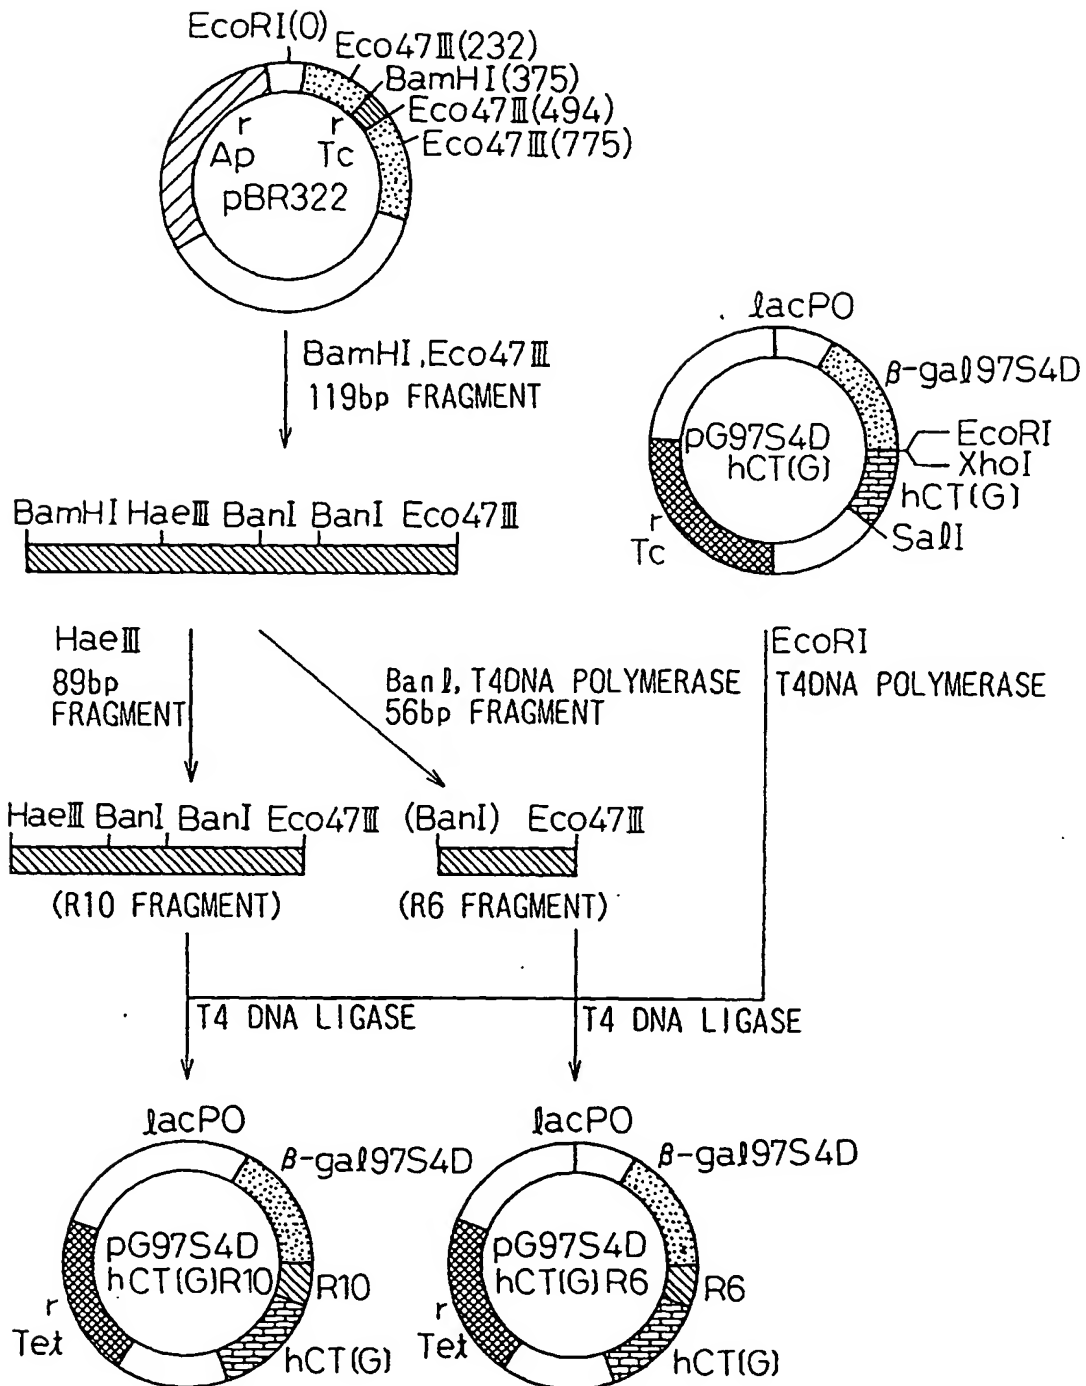 EcoRI(0)
Eco47Ⅲ(232)
BamHI(375)
Eco47Ⅲ(494)
Eco47Ⅲ(775)
r r
Ap Tc
pBR322
BamHI,Eco47Ⅲ
119bp FRAGMENT
lacPO
β-gal97S4D
pG97S4D
hCT(G)
EcoRI
XhoI
hCT(G)
SalI
r
Tc
BamHI HaeⅢ BanI BanI Eco47Ⅲ
HaeⅢ
89bp
FRAGMENT
Banl, T4DNA POLYMERASE
56bp FRAGMENT
EcoRI
T4DNA POLYMERASE
HaeⅢ BanI BanI Eco47Ⅲ
(R10 FRAGMENT)
(BanI) Eco47Ⅲ
(R6 FRAGMENT)
T4 DNA LIGASE
T4 DNA LIGASE
lacPO
β-gal97S4D
pG97S4D
hCT(G)R10
R10
r
Tet
hCT(G)
lacPO
β-gal97S4D
pG97S4D
hCT(G)R6
R6
r
Tet
hCT(G)